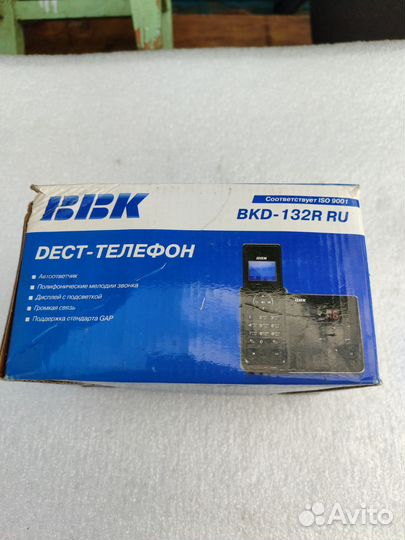 BBK
Соответствует ISO 9001
BKD-132R RU
DECT-ТЕЛЕФОН
Автоответчик
Полифонические мелодии звонка
Дисплей с подсветкой
Громкая связь
Поддержка стандарта GAP
BBK
BBK
Avito